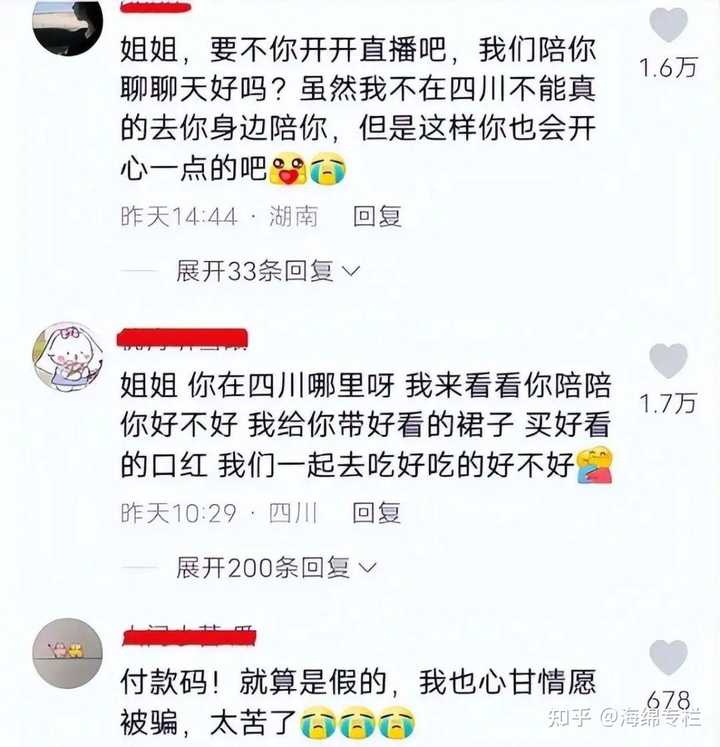 姐姐，要不你开开直播吧，我们陪你
聊聊天好吗？虽然我不在四川不能真
的去你身边陪你，但是这样你也会开
心一点的吧
1.6万
昨天14:44 · 湖南 回复
展开33条回复
姐姐 你在四川哪里呀 我来看看你陪陪
你好不好 我给你带好看的裙子 买好看
的口红 我们一起去吃好吃的好不好
1.7万
昨天10:29 · 四川 回复
展开200条回复
付款码！就算是假的，我也心甘情愿
被骗，太苦了
678
知乎 @海绵专栏